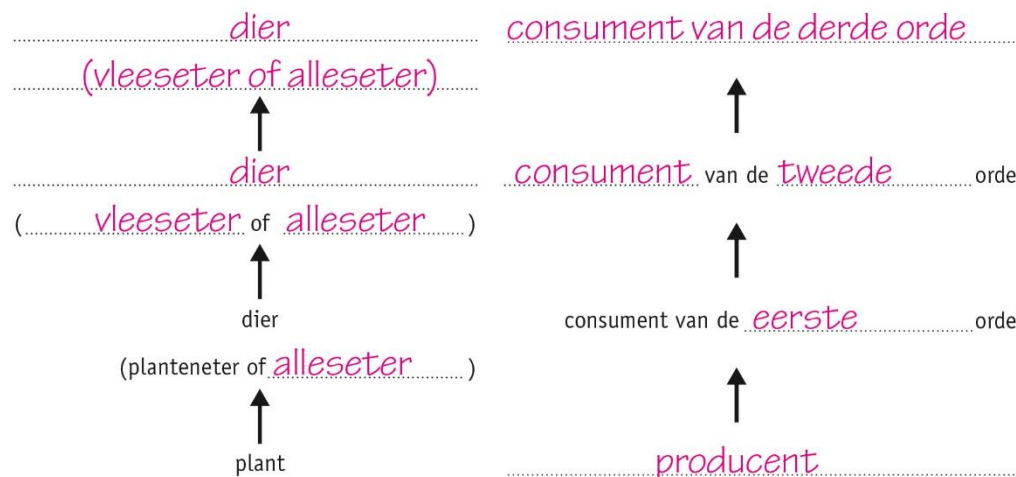 dier
(vleeseter of alleseter)
dier
( vleeseter of alleseter )
dier
(planteneter of alleseter )
plant
consument van de derde orde
consument van de tweede orde
consument van de eerste orde
producent